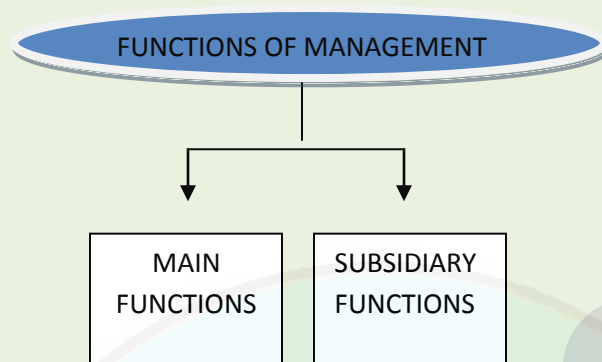 FUNCTIONS OF MANAGEMENT
MAIN
FUNCTIONS
SUBSIDIARY
FUNCTIONS